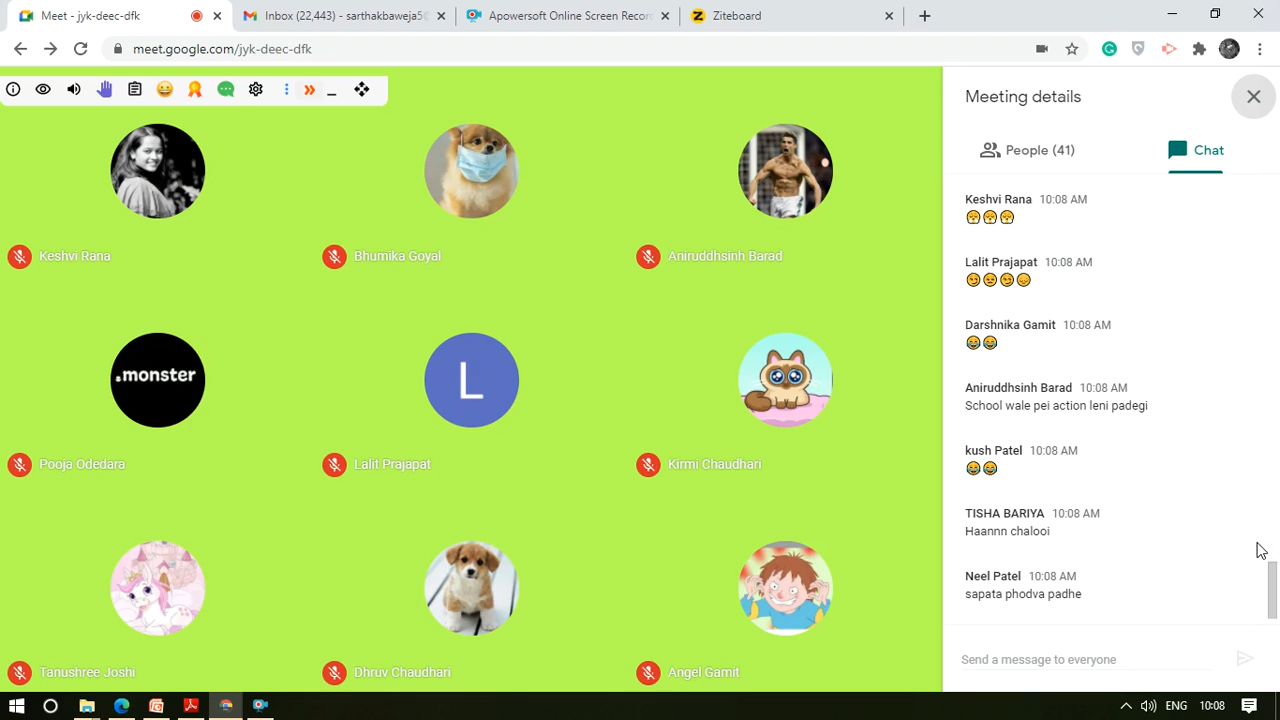 Meet - jyk-deec-dfk
Inbox (22,443) - sarthakbaweja5
Apowersoft Online Screen Recor
Ziteboard
meet.google.com/jyk-deec-dfk
Meeting details
People (41)
Chat
Keshvi Rana 10:08 AM
Lalit Prajapat 10:08 AM
Darshnika Gamit 10:08 AM
Aniruddhsinh Barad 10:08 AM
School wale pei action leni padegi
kush Patel 10:08 AM
TISHA BARIYA 10:08 AM
Haannn chalooi
Neel Patel 10:08 AM
sapata phodva padhe
Send a message to everyone
Keshvi Rana
Bhumika Goyal
Aniruddhsinh Barad
.monster
L
Pooja Odedara
Lalit Prajapat
Kirmi Chaudhari
Tanushree Joshi
Dhruv Chaudhari
Angel Gamit
ENG
10:08